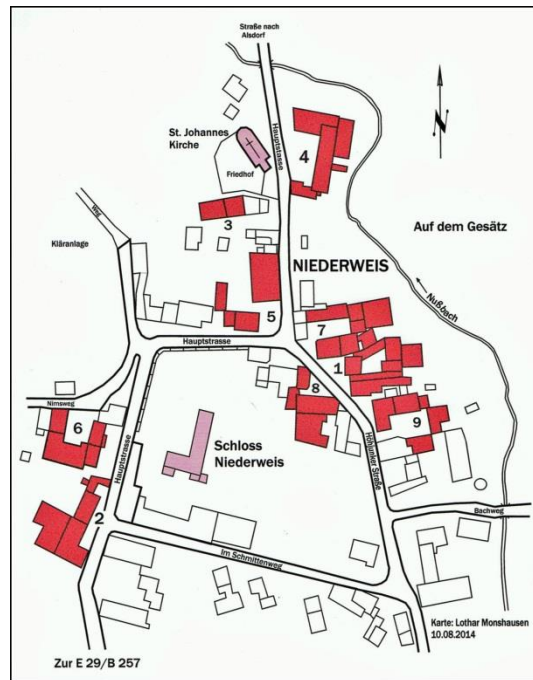 Straße nach
Alsdorf
St. Johannes
Kirche
Hauptstrasse
4
N
Friedhof
Weg
3
Auf dem Gesätz
Kläranlage
NIEDERWEIS
Nußbach
5
7
Hauptstrasse
1
8
Nimsweg
6
9
Schloss
Niederweis
Hauptstrasse
Höhlunker Straße
2
Bachweg
Im Schmittenweg
Karte: Lothar Monshausen
10.08.2014
Zur E 29/B 257